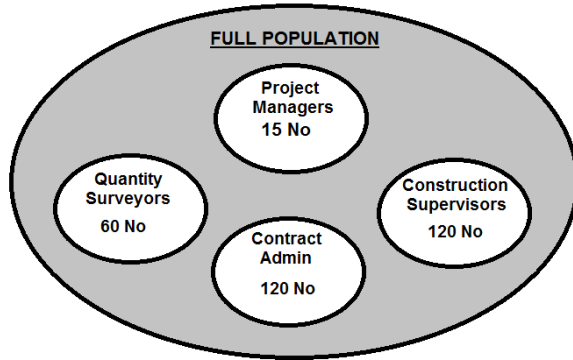 FULL POPULATION
Project
Managers
15 No
Quantity
Surveyors
60 No
Construction
Supervisors
120 No
Contract
Admin
120 No